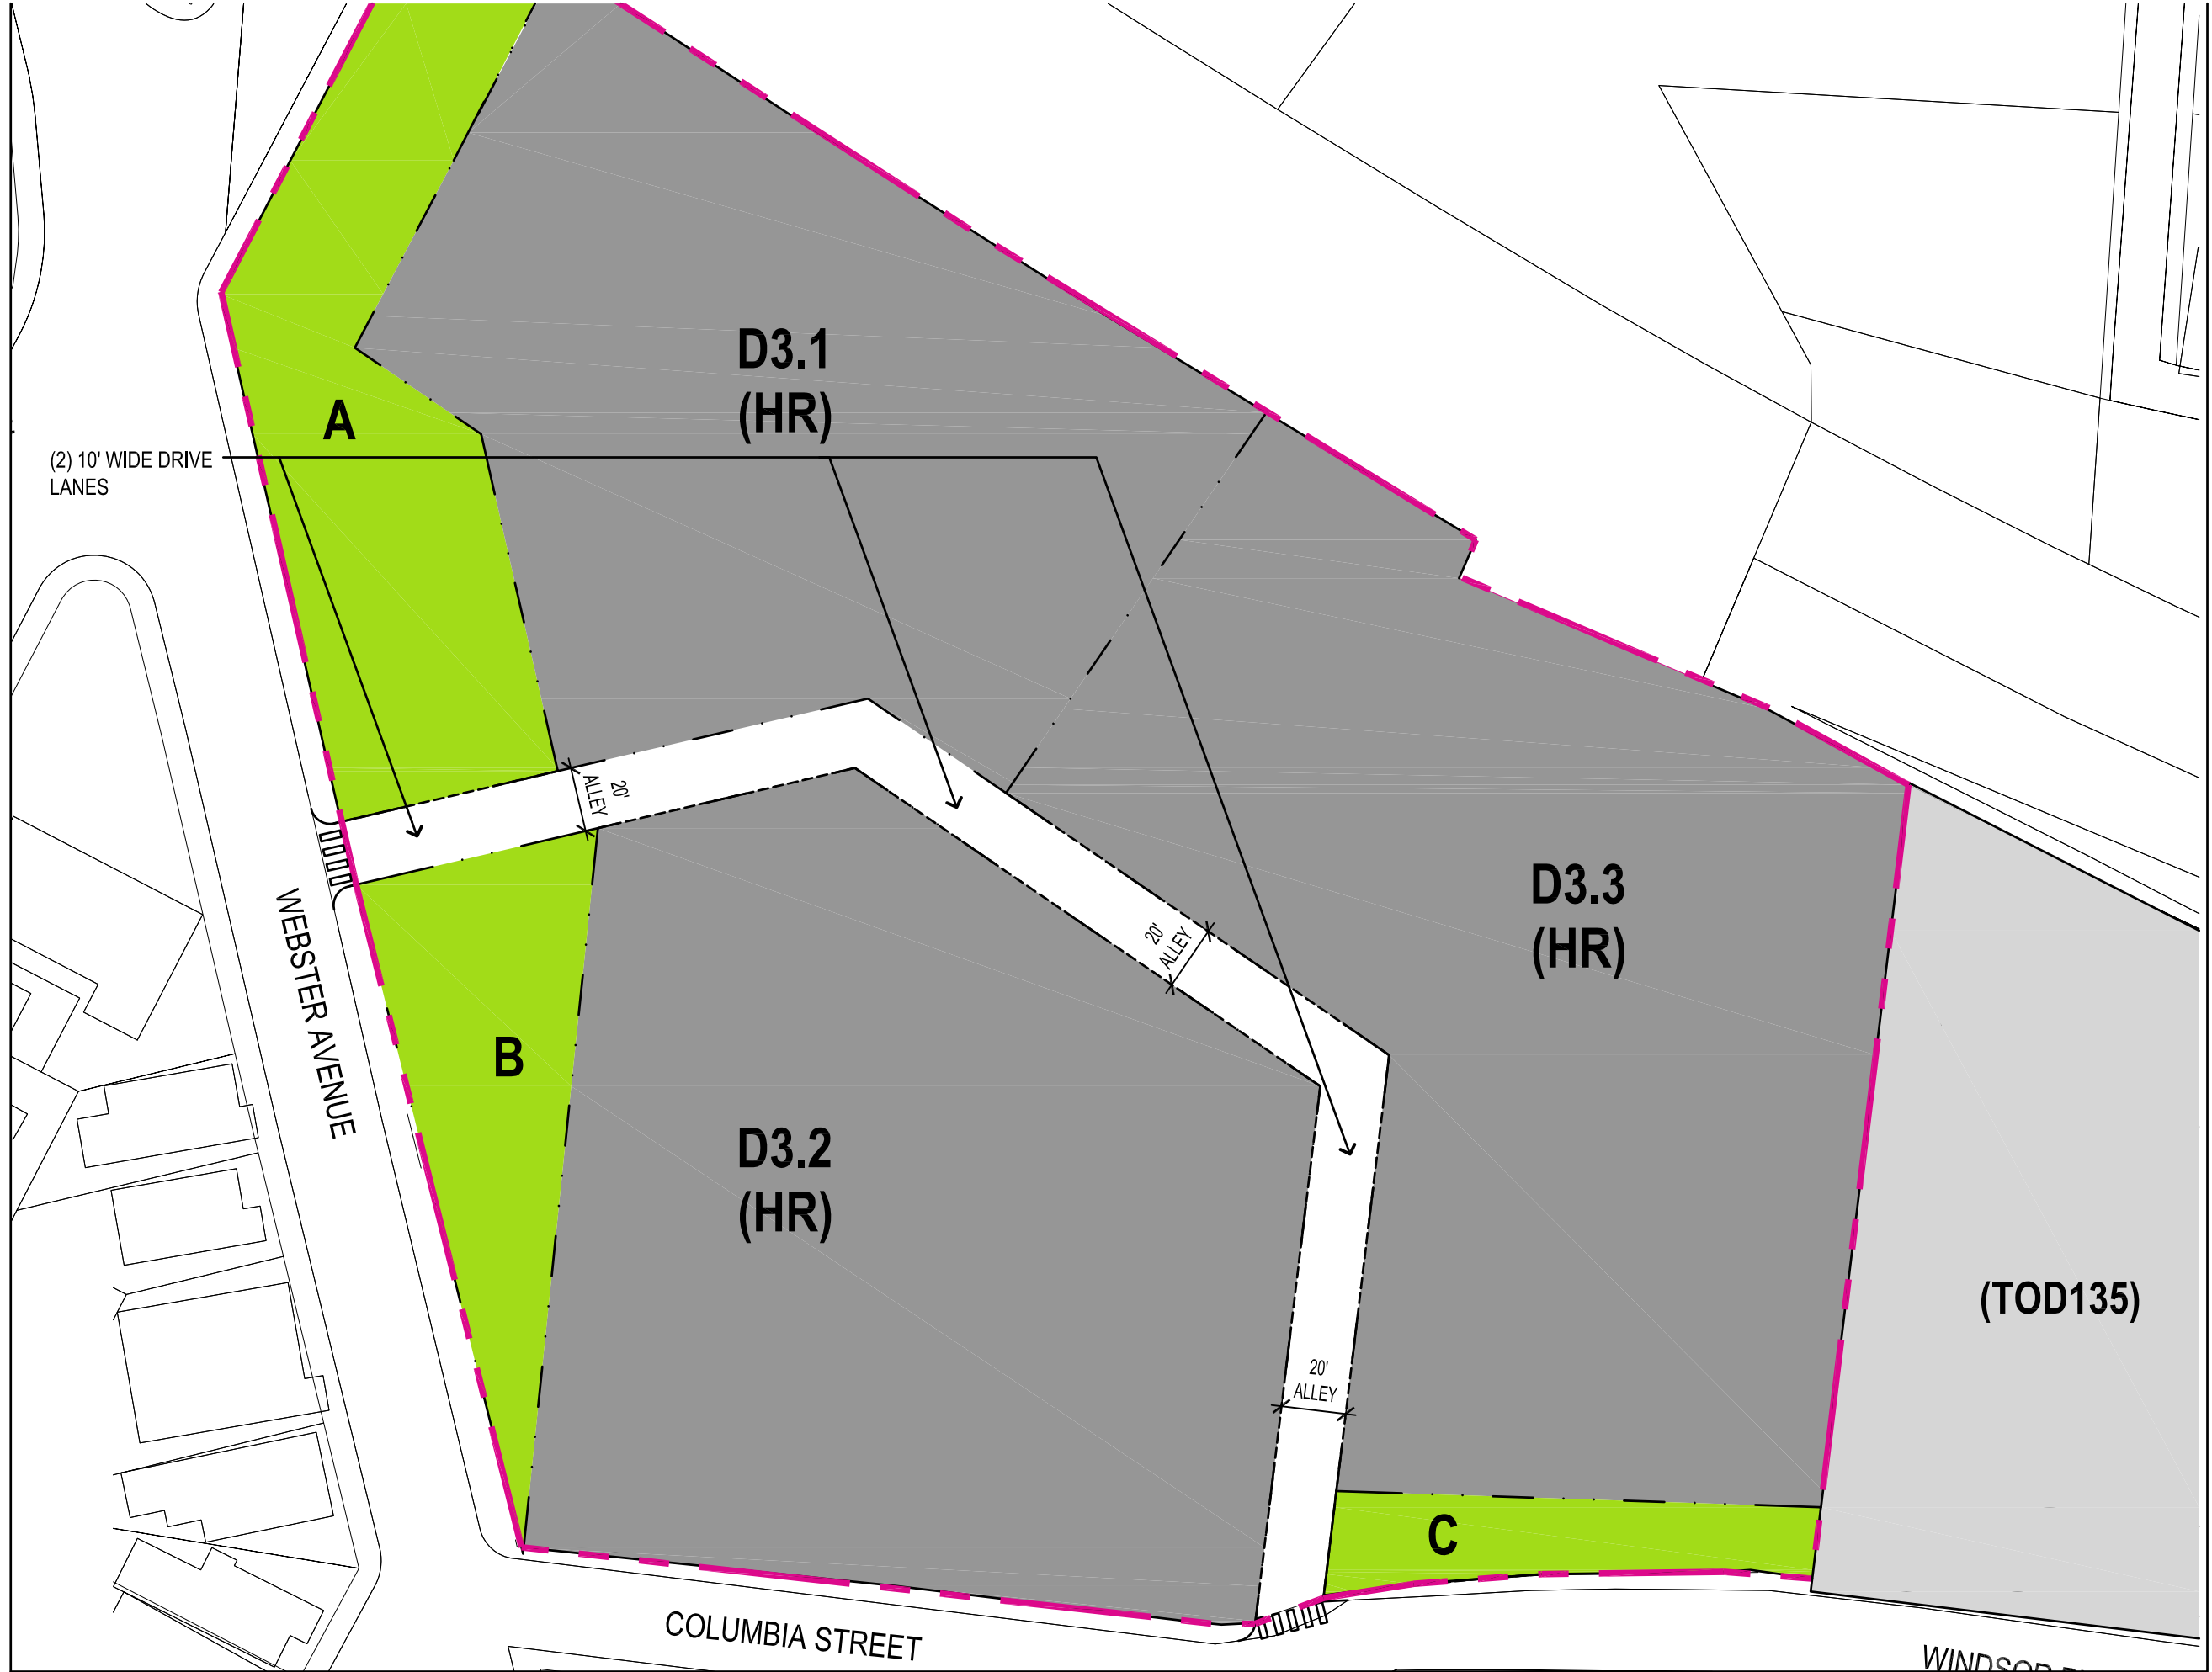 D3.1
(HR)
A
(2) 10' WIDE DRIVE
LANES
20'
ALLEY
D3.3
(HR)
20'
ALLEY
WEBSTER AVENUE
B
D3.2
(HR)
(TOD135)
20'
ALLEY
C
COLUMBIA STREET
WINDSOR